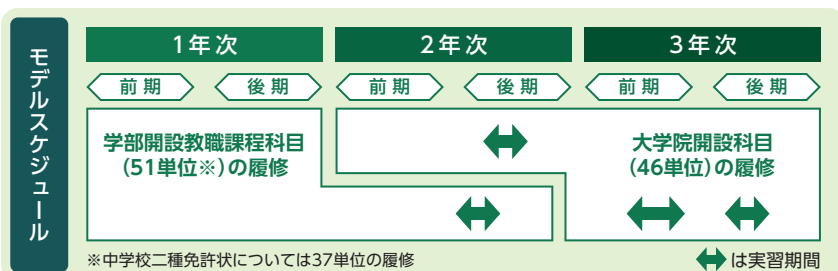 モデルスケジュール
1年次
2年次
3年次
前期
後期
前期
後期
前期
後期
学部開設教職課程科目
（51単位※）の履修
大学院開設科目
（46単位）の履修
※中学校二種免許状については37単位の履修
は実習期間